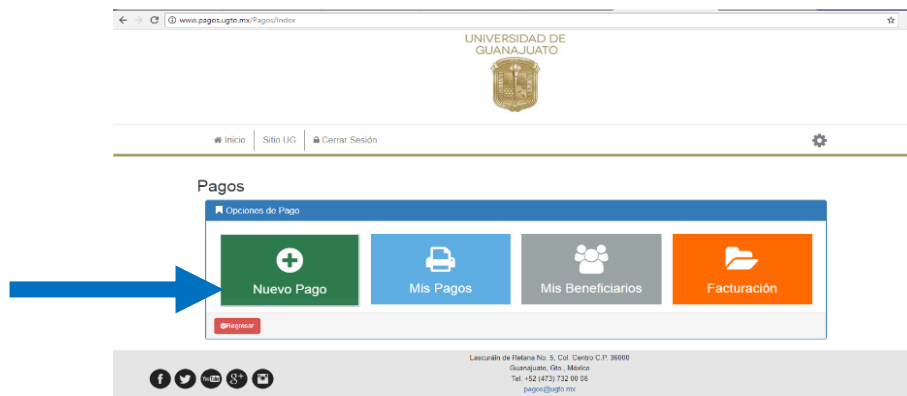 www.pagos.ugto.mx/Pagos/Index
UNIVERSIDAD DE
GUANAJUATO
Inicio Sitio UG Cerrar Sesión
Pagos
Opciones de Pago
Nuevo Pago Mis Pagos Mis Beneficiarios Facturación
Regresar
Lascuráin de Retana No. 5, Col. Centro C.P. 36000
Guanajuato, Gto., México
Tel. +52 (473) 732 00 06
pagos@ugto.mx